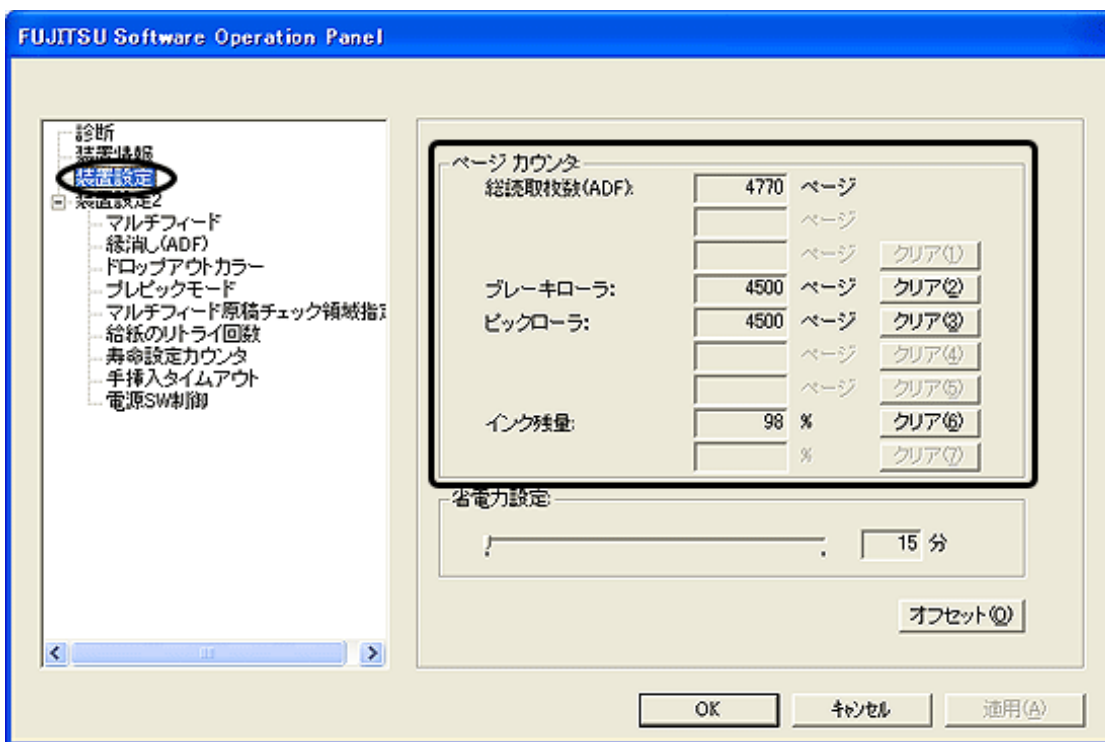 FUJITSU Software Operation Panel
診断
装置情報
装置設定
装置設定2
マルチフィード
縁消し(ADF)
ドロップアウトカラー
プレピックモード
マルチフィード原稿チェック領域指定
給紙のリトライ回数
寿命設定カウンタ
手挿入タイムアウト
電源SW制御
ページ カウンタ
総読取枚数(ADF): 4770 ページ
ページ
ページ クリア(1)
ブレーキローラ: 4500 ページ クリア(2)
ピックローラ: 4500 ページ クリア(3)
ページ クリア(4)
ページ クリア(5)
インク残量: 98 % クリア(6)
% クリア(7)
省電力設定:
15 分
オフセット(O)
OK キャンセル 適用(A)